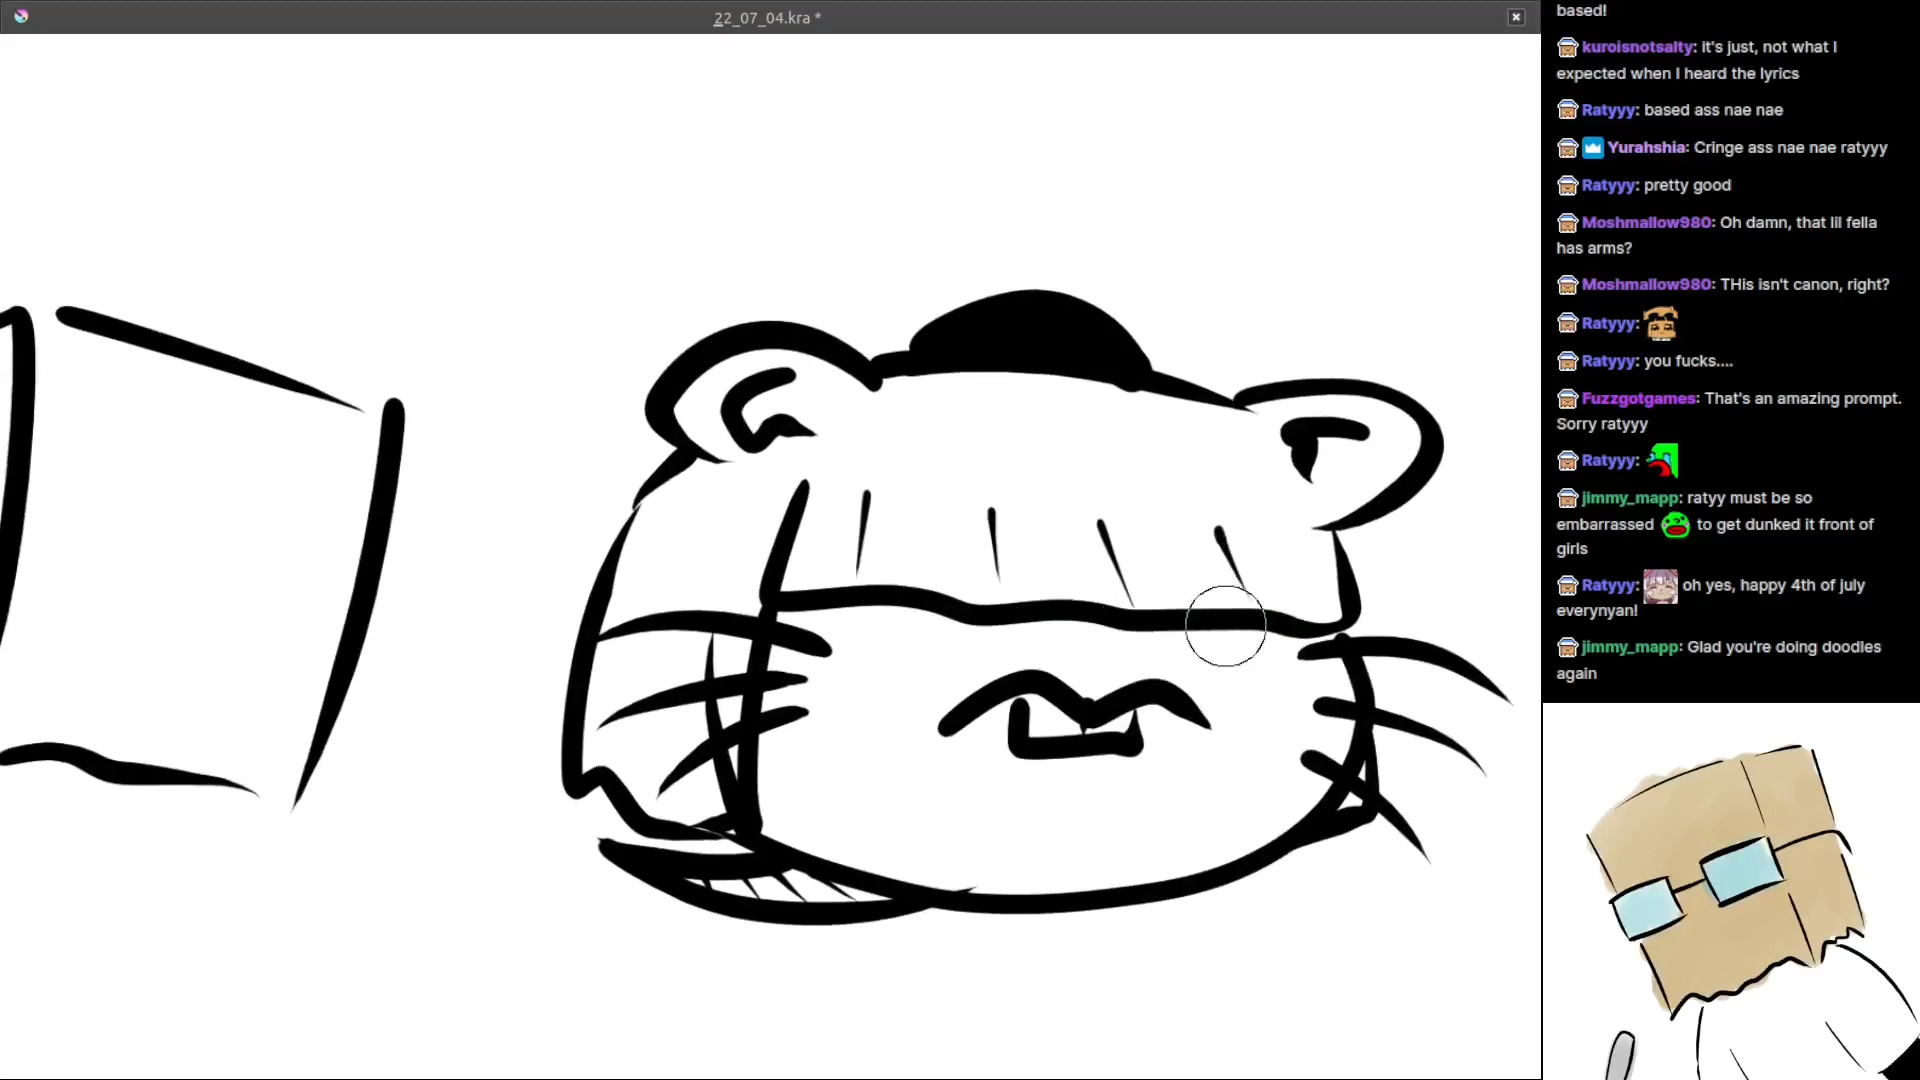 22_07_04.kra *
based!
kuroisnotsalty: it's just, not what I
expected when I heard the lyrics
Ratyyy: based ass nae nae
Yurahshia: Cringe ass nae nae ratyyy
Ratyyy: pretty good
Moshmallow980: Oh damn, that lil fella
has arms?
Moshmallow980: THis isn't canon, right?
Ratyyy:
Ratyyy: you fucks....
Fuzzgotgames: That's an amazing prompt.
Sorry ratyyy
Ratyyy:
jimmy_mapp: ratyy must be so
embarrassed to get dunked it front of
girls
Ratyyy: oh yes, happy 4th of july
everynyan!
jimmy_mapp: Glad you're doing doodles
again